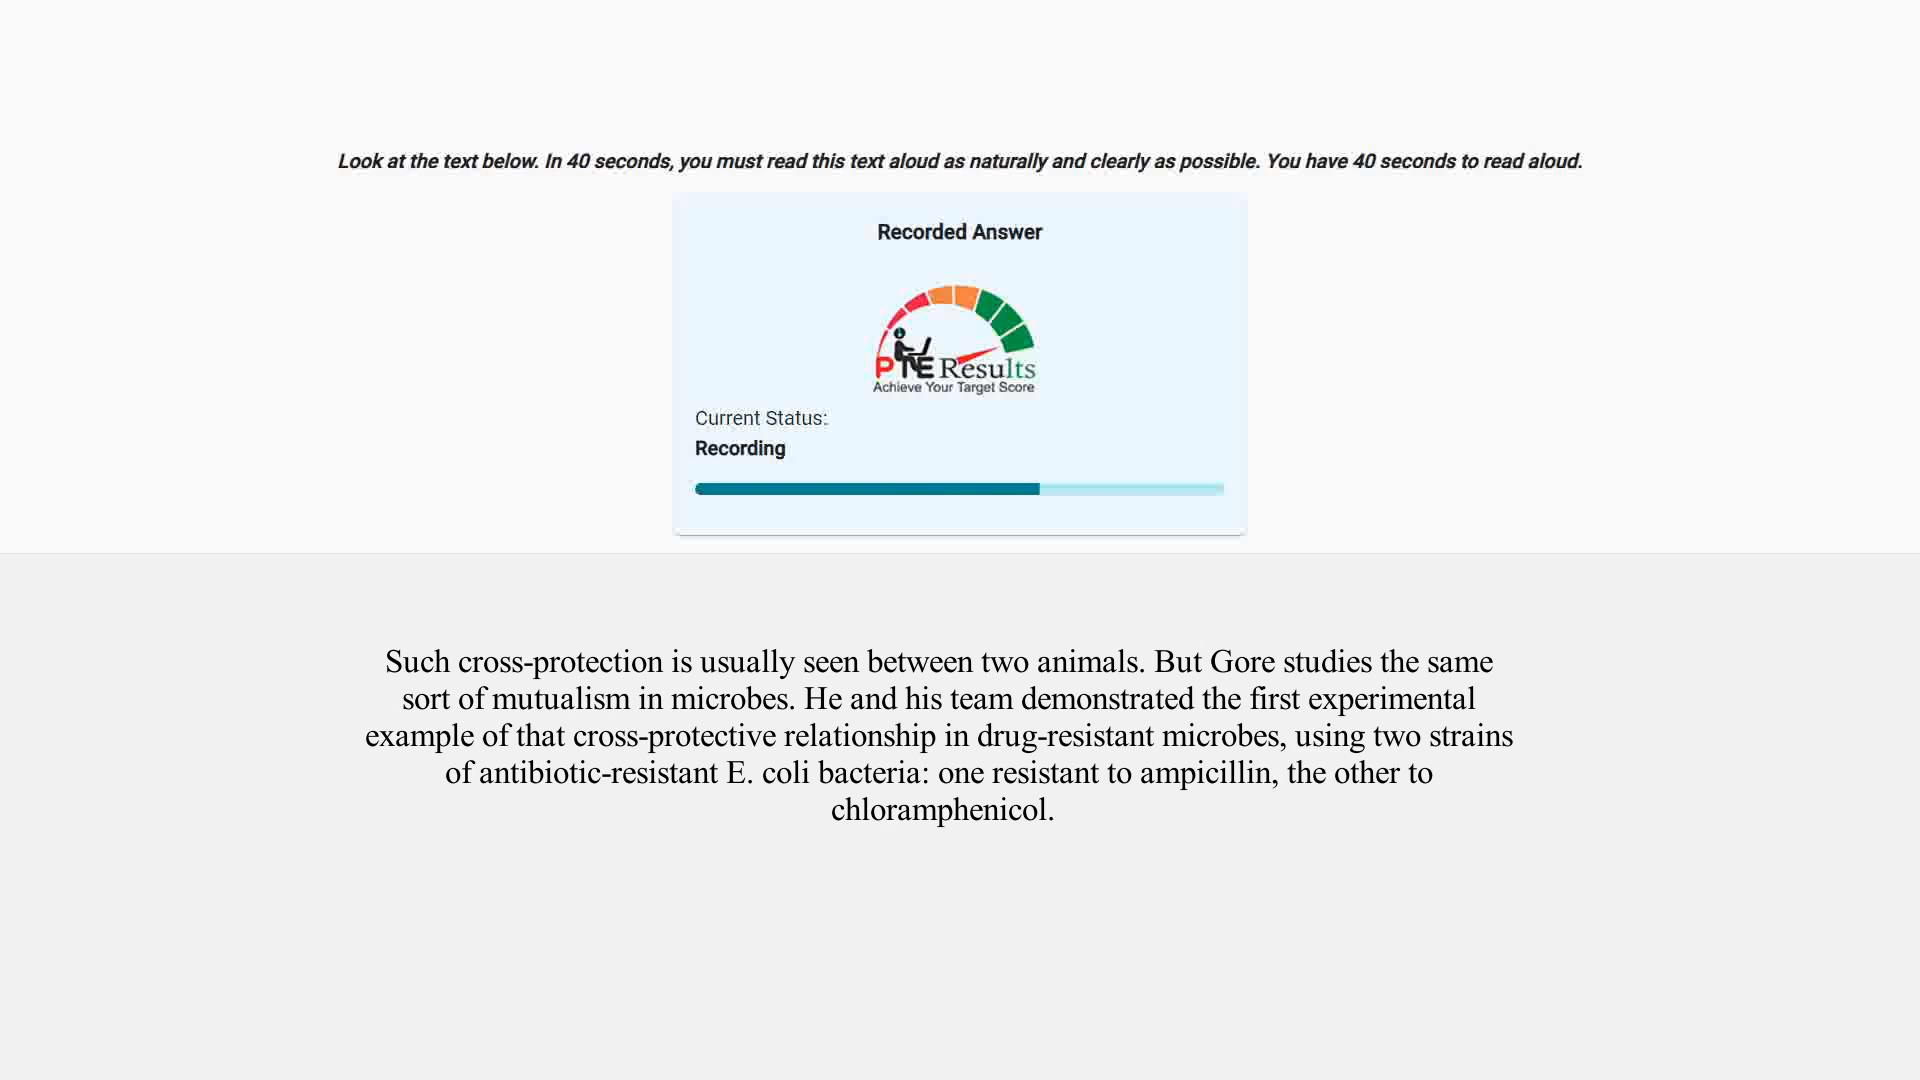 Look at the text below. In 40 seconds, you must read this text aloud as naturally and clearly as possible. You have 40 seconds to read aloud.
Recorded Answer
PTE Results
Achieve Your Target Score
Current Status:
Recording
Such cross-protection is usually seen between two animals. But Gore studies the same
sort of mutualism in microbes. He and his team demonstrated the first experimental
example of that cross-protective relationship in drug-resistant microbes, using two strains
of antibiotic-resistant E. coli bacteria: one resistant to ampicillin, the other to
chloramphenicol.